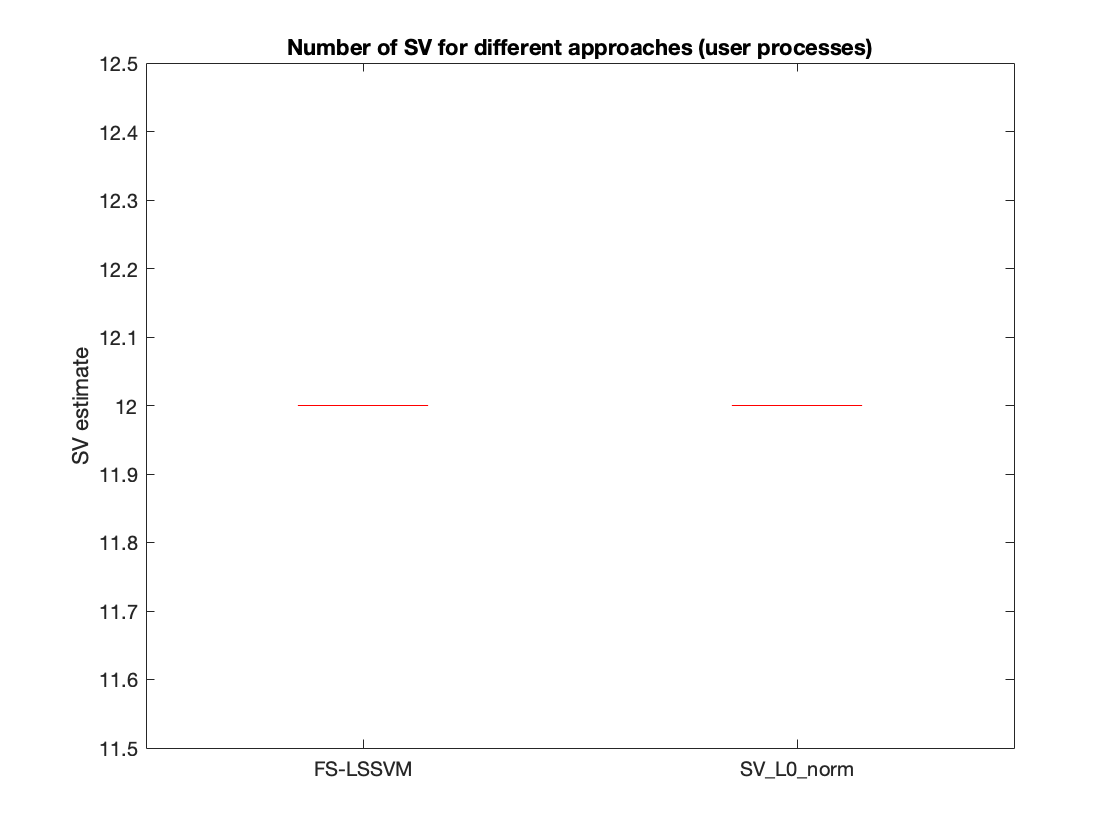 Number of SV for different approaches (user processes)
12.5
12.4
12.3
12.2
12.1
12
11.9
11.8
11.7
11.6
11.5
SV estimate
FS-LSSVM
SV_L0_norm